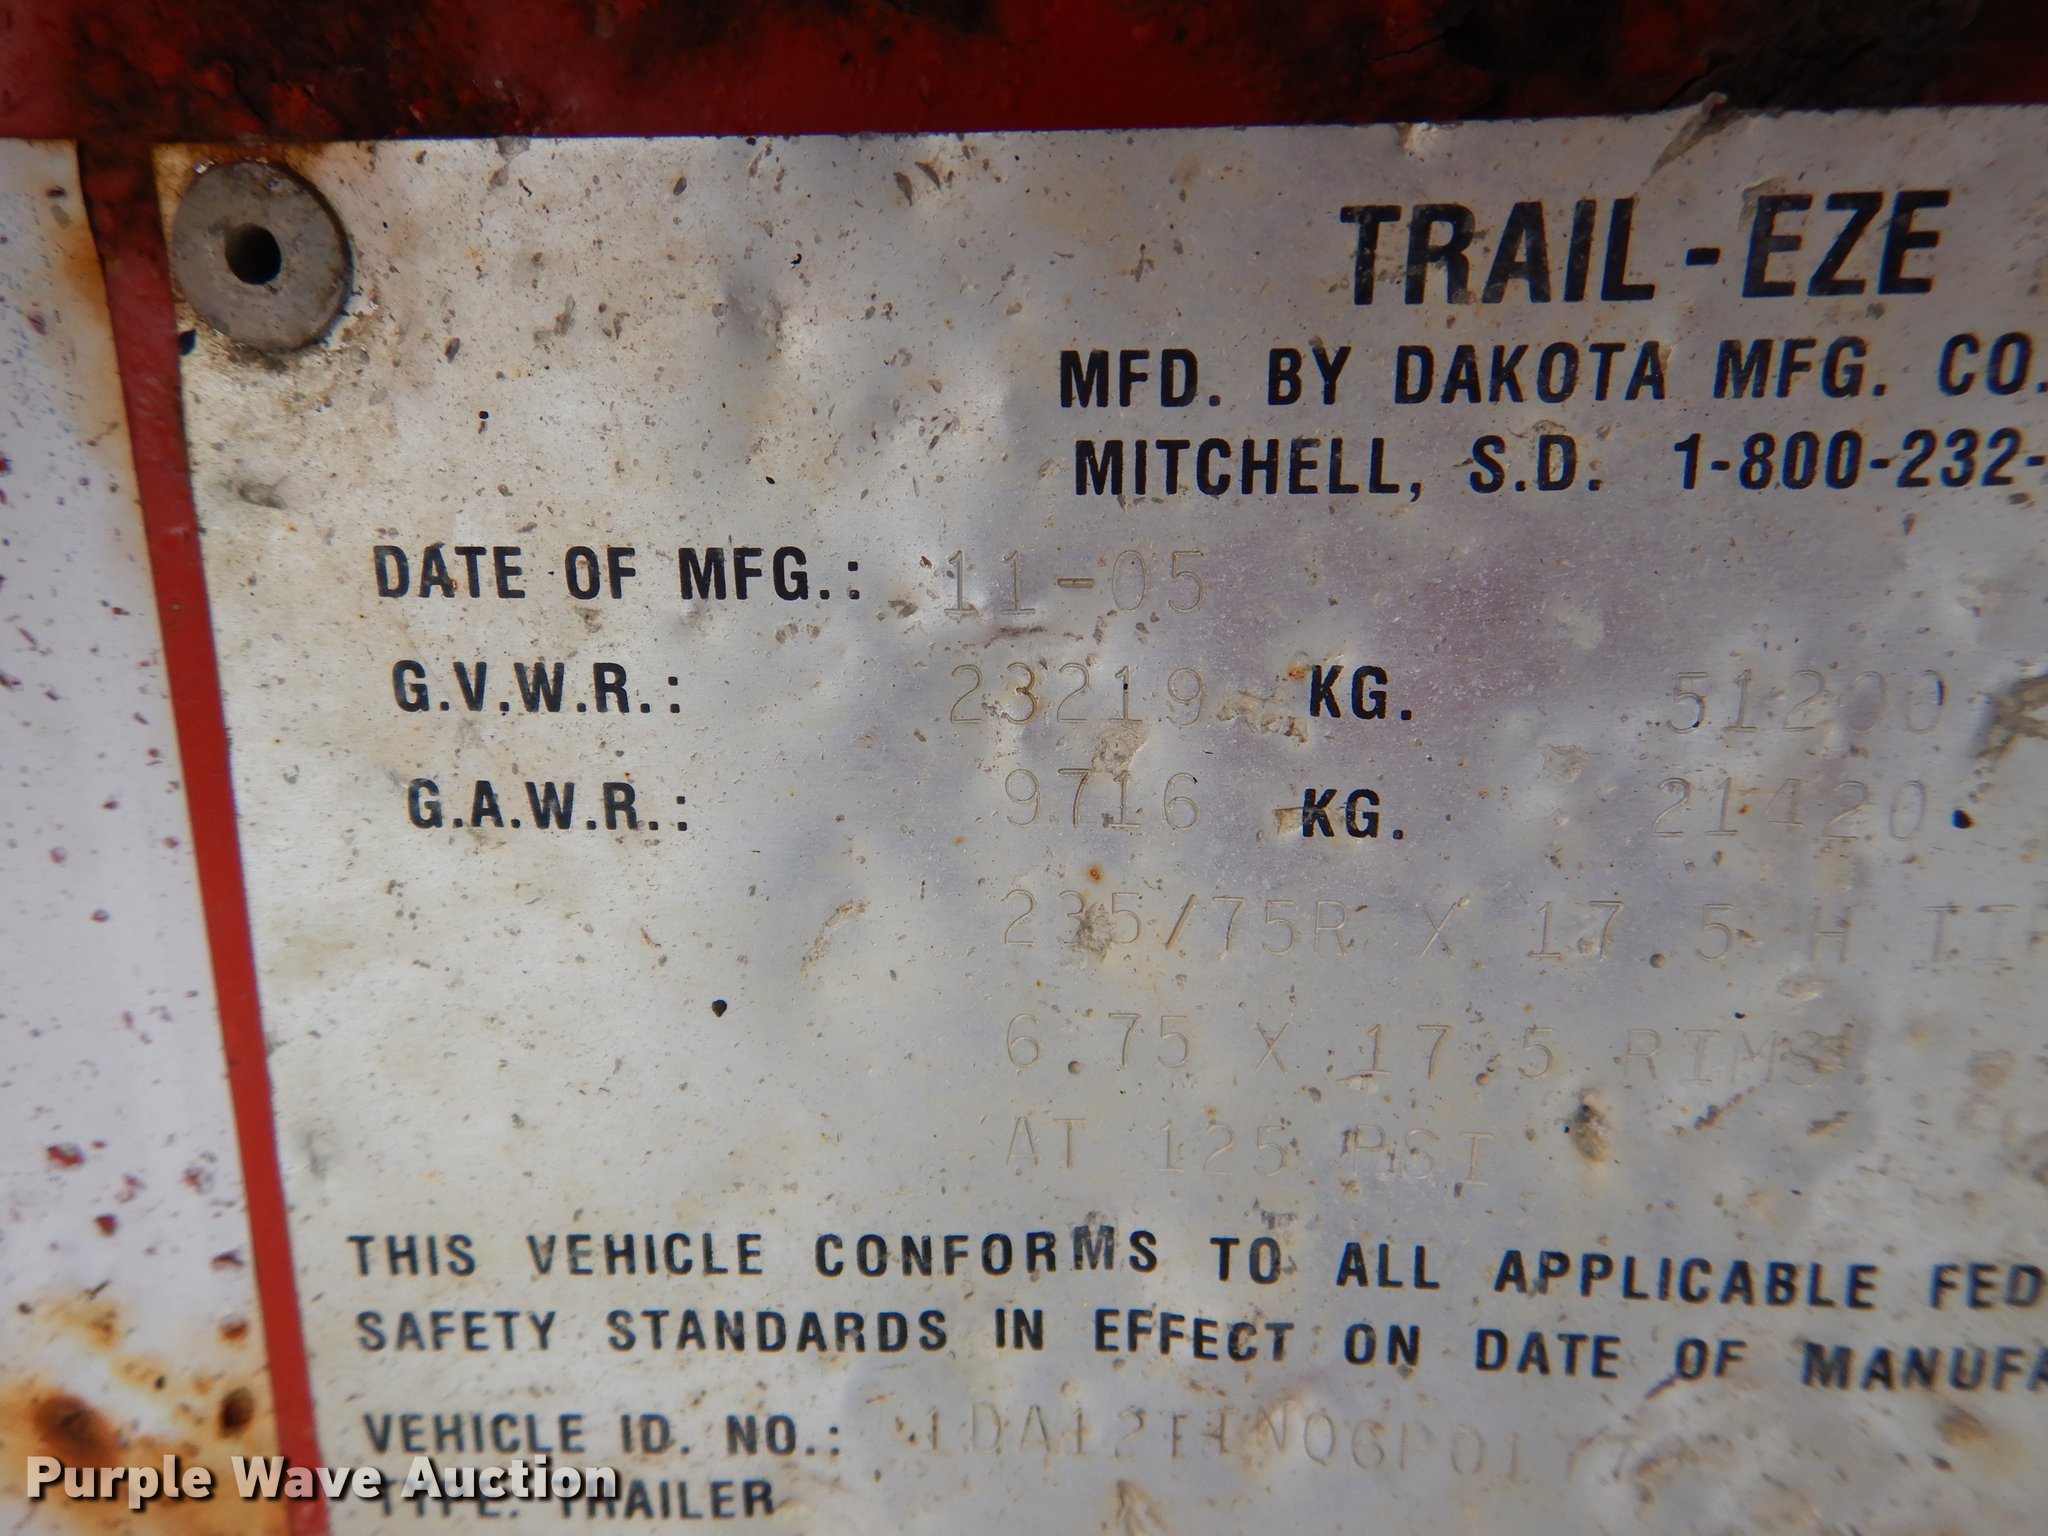 TRAIL-EZE
MFD. BY DAKOTA MFG. CO.
MITCHELL, S.D. 1-800-232-
DATE OF MFG.: 11-05
G.V.W.R.: 23219 KG. 51200
G.A.W.R.: 9716 KG. 21420
235/75R X 17.5 H
6.75 X 17.5 RIMS
AT 125 PSI
THIS VEHICLE CONFORMS TO ALL APPLICABLE FED
SAFETY STANDARDS IN EFFECT ON DATE OF MANUFA
VEHICLE ID. NO.:
TYPE: TRAILER
Purple Wave Auction